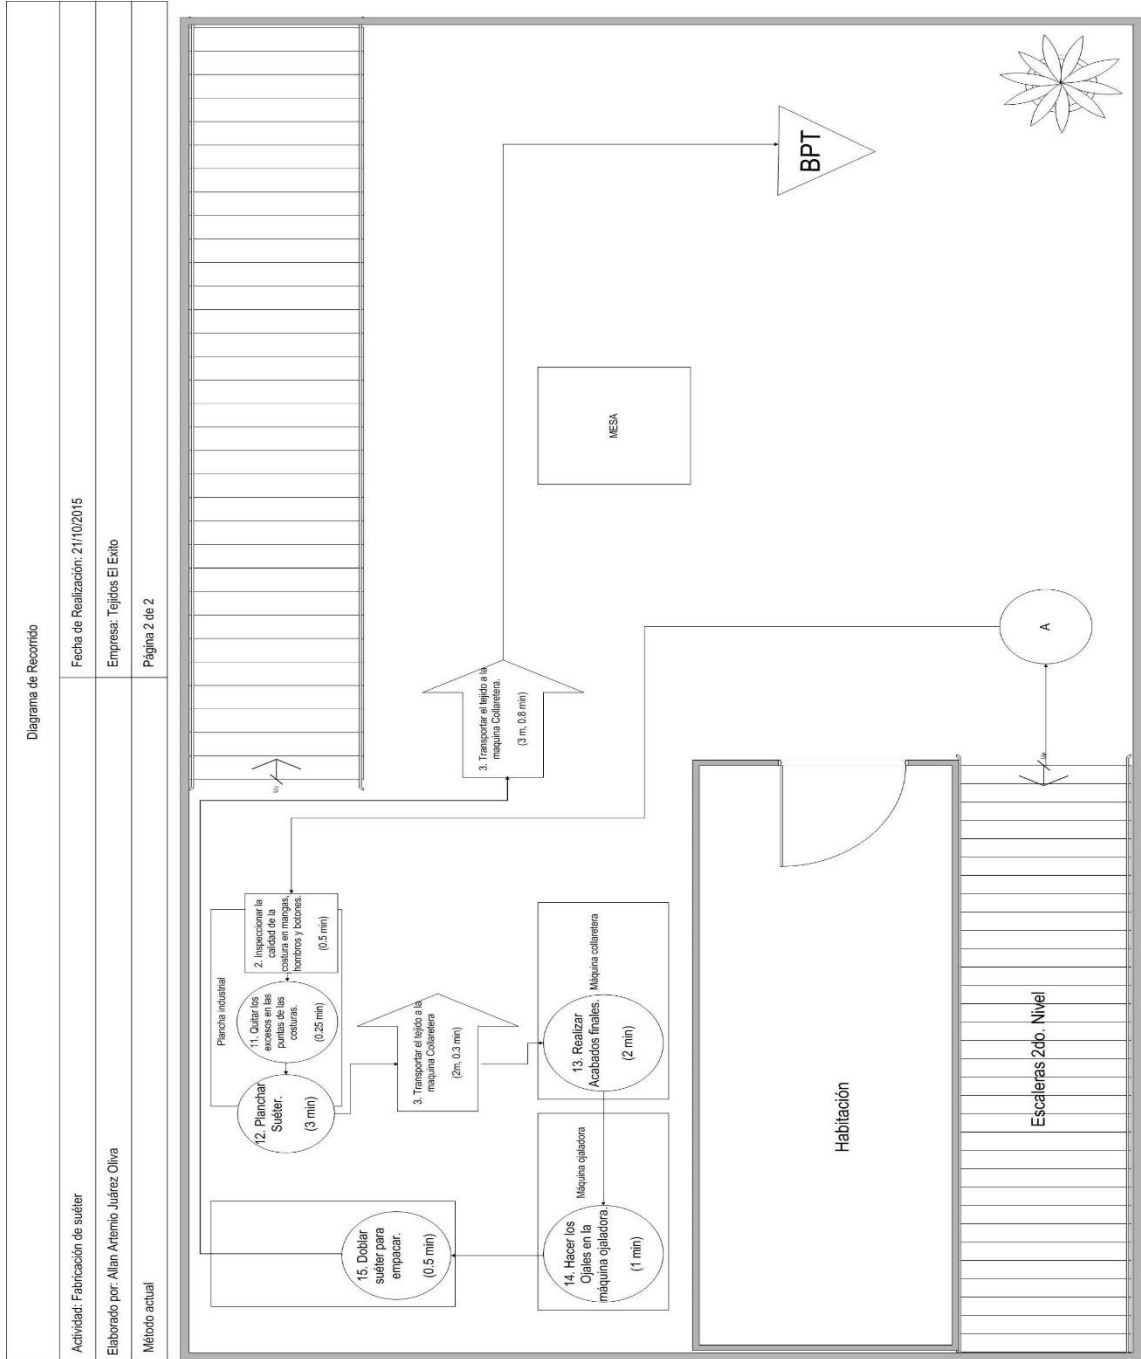 Diagrama de Recorrido
Actividad: Fabricación de suéter
Fecha de Realización: 21/10/2015
Elaborado por: Allan Artemio Juárez Oliva
Empresa: Tejidos El Exito
Método actual
Página 2 de 2
Plancha industrial
2. Inspeccionar la
calidad de la
costura en mangas,
hombros y botones.
(0.5 min)
11. Quitar los
excesos en las
puntas de las
costuras.
(0.25 min)
12. Planchar
Suéter.
(3 min)
3. Transportar el tejido a la
maquina Collaretera
(2m, 0.3 min)
Máquina collaretera
13. Realizar
Acabados finales.
(2 min)
Máquina ojaladora
14. Hacer los
Ojales en la
máquina ojaladora.
(1 min)
15. Doblar
suéter para
empacar.
(0.5 min)
3. Transportar el tejido a la
maquina Collaretera.
(3 m, 0.8 min)
BPT
MESA
A
Habitación
Escaleras 2do. Nivel